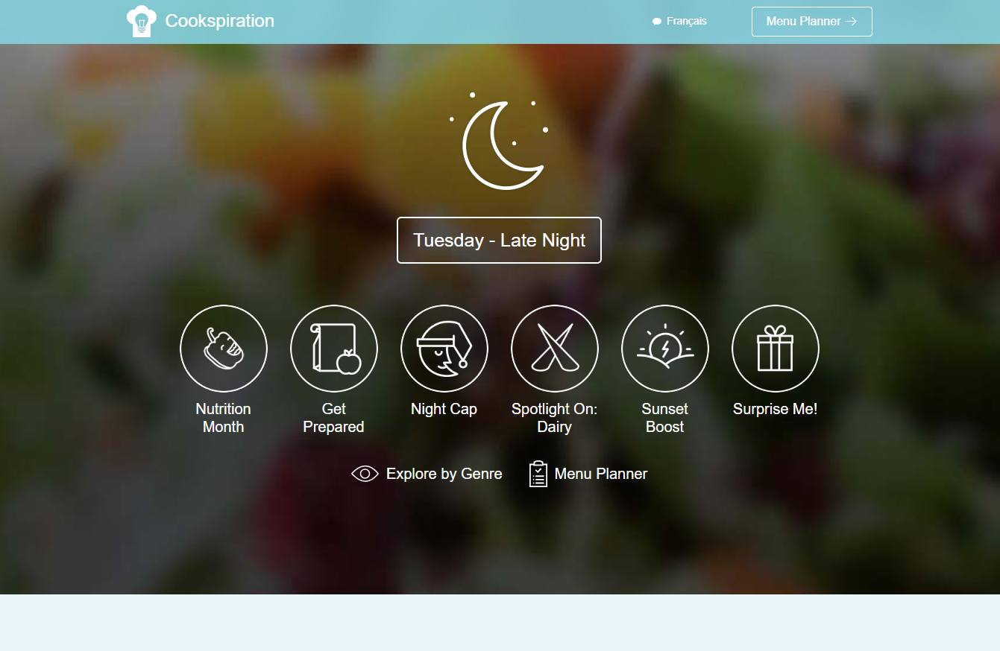 Cookspiration
Français
Menu Planner
Tuesday - Late Night
Nutrition
Month
Get
Prepared
Night Cap
Spotlight On:
Dairy
Sunset
Boost
Surprise Me!
Explore by Genre
Menu Planner